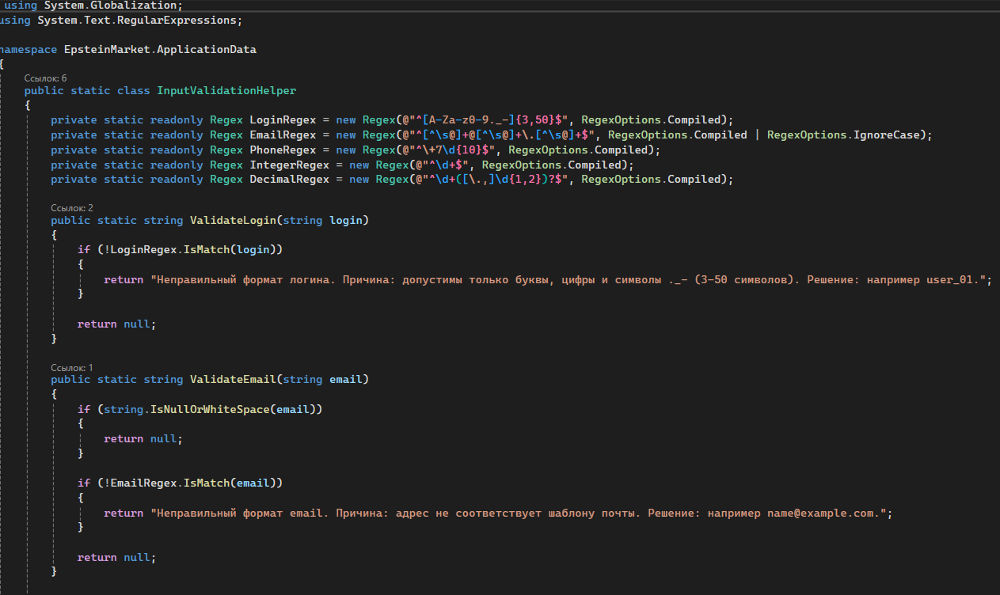 using System.Globalization;
using System.Text.RegularExpressions;
namespace EpsteinMarket.ApplicationData
{
Ссылок: 6
public static class InputValidationHelper
{
private static readonly Regex LoginRegex = new Regex(@"^[A-Za-z0-9._-]{3,50}$", RegexOptions.Compiled);
private static readonly Regex EmailRegex = new Regex(@"^[^\s@]+@[^\s@]+\.[^\s@]+$", RegexOptions.Compiled | RegexOptions.IgnoreCase);
private static readonly Regex PhoneRegex = new Regex(@"^\+7\d{10}$", RegexOptions.Compiled);
private static readonly Regex IntegerRegex = new Regex(@"^\d+$", RegexOptions.Compiled);
private static readonly Regex DecimalRegex = new Regex(@"^\d+([\.,]\d{1,2})?$", RegexOptions.Compiled);
Ссылок: 2
public static string ValidateLogin(string login)
{
if (!LoginRegex.IsMatch(login))
{
return "Неправильный формат логина. Причина: допустимы только буквы, цифры и символы ._- (3-50 символов). Решение: например user_01.";
}
return null;
}
Ссылок: 1
public static string ValidateEmail(string email)
{
if (string.IsNullOrWhiteSpace(email))
{
return null;
}
if (!EmailRegex.IsMatch(email))
{
return "Неправильный формат email. Причина: адрес не соответствует шаблону почты. Решение: например name@example.com.";
}
return null;
}